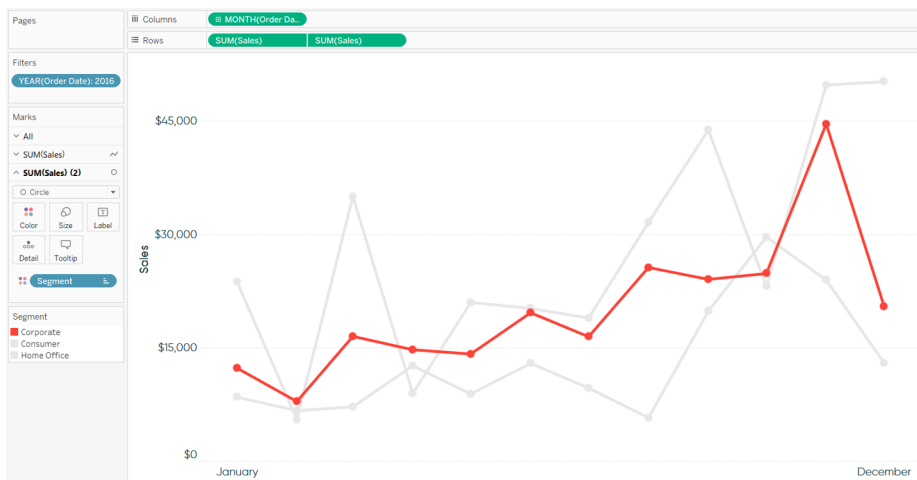 Pages
Columns
MONTH(Order Da..
Rows
SUM(Sales)
SUM(Sales)
Filters
YEAR(Order Date): 2016
Marks
All
SUM(Sales)
SUM(Sales) (2)
Circle
Color
Size
Label
Detail
Tooltip
Segment
Segment
Corporate
Consumer
Home Office
Sales
$45,000
$30,000
$15,000
$0
January
December